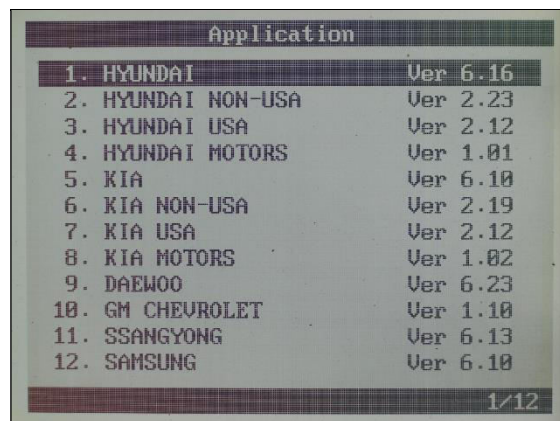 Application
1. HYUNDAI Ver 6.16
2. HYUNDAI NON-USA Ver 2.23
3. HYUNDAI USA Ver 2.12
4. HYUNDAI MOTORS Ver 1.01
5. KIA Ver 6.10
6. KIA NON-USA Ver 2.19
7. KIA USA Ver 2.12
8. KIA MOTORS Ver 1.02
9. DAEWOO Ver 6.23
10. GM CHEVROLET Ver 1.10
11. SSANGYONG Ver 6.13
12. SAMSUNG Ver 6.10
1/12